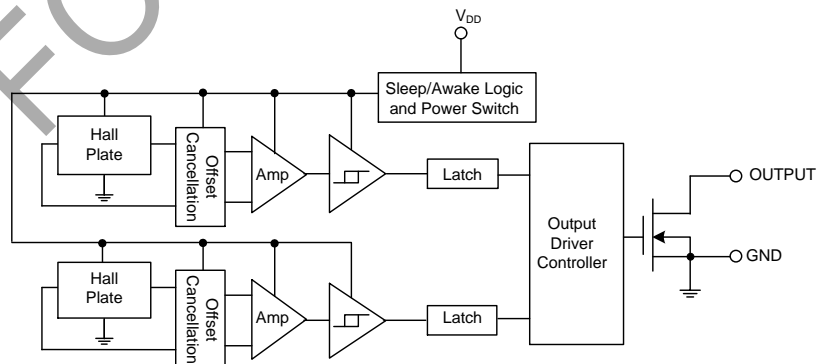 V_DD
Sleep/Awake Logic
and Power Switch
Hall
Plate
Offset
Cancellation
Amp
Latch
Output
Driver
Controller
OUTPUT
GND
Hall
Plate
Offset
Cancellation
Amp
Latch